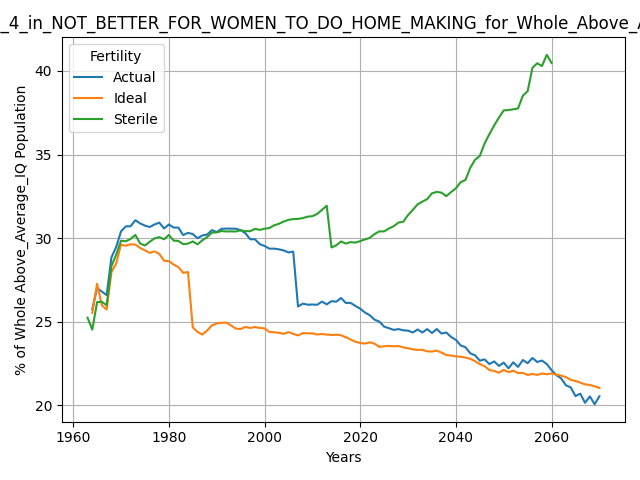 _4_in_NOT_BETTER_FOR_WOMEN_TO_DO_HOME_MAKING_for_Whole_Above_A
Fertility
Actual
Ideal
Sterile
% of Whole Above_Average_IQ Population
40
35
30
25
20
1960 1980 2000 2020 2040 2060
Years